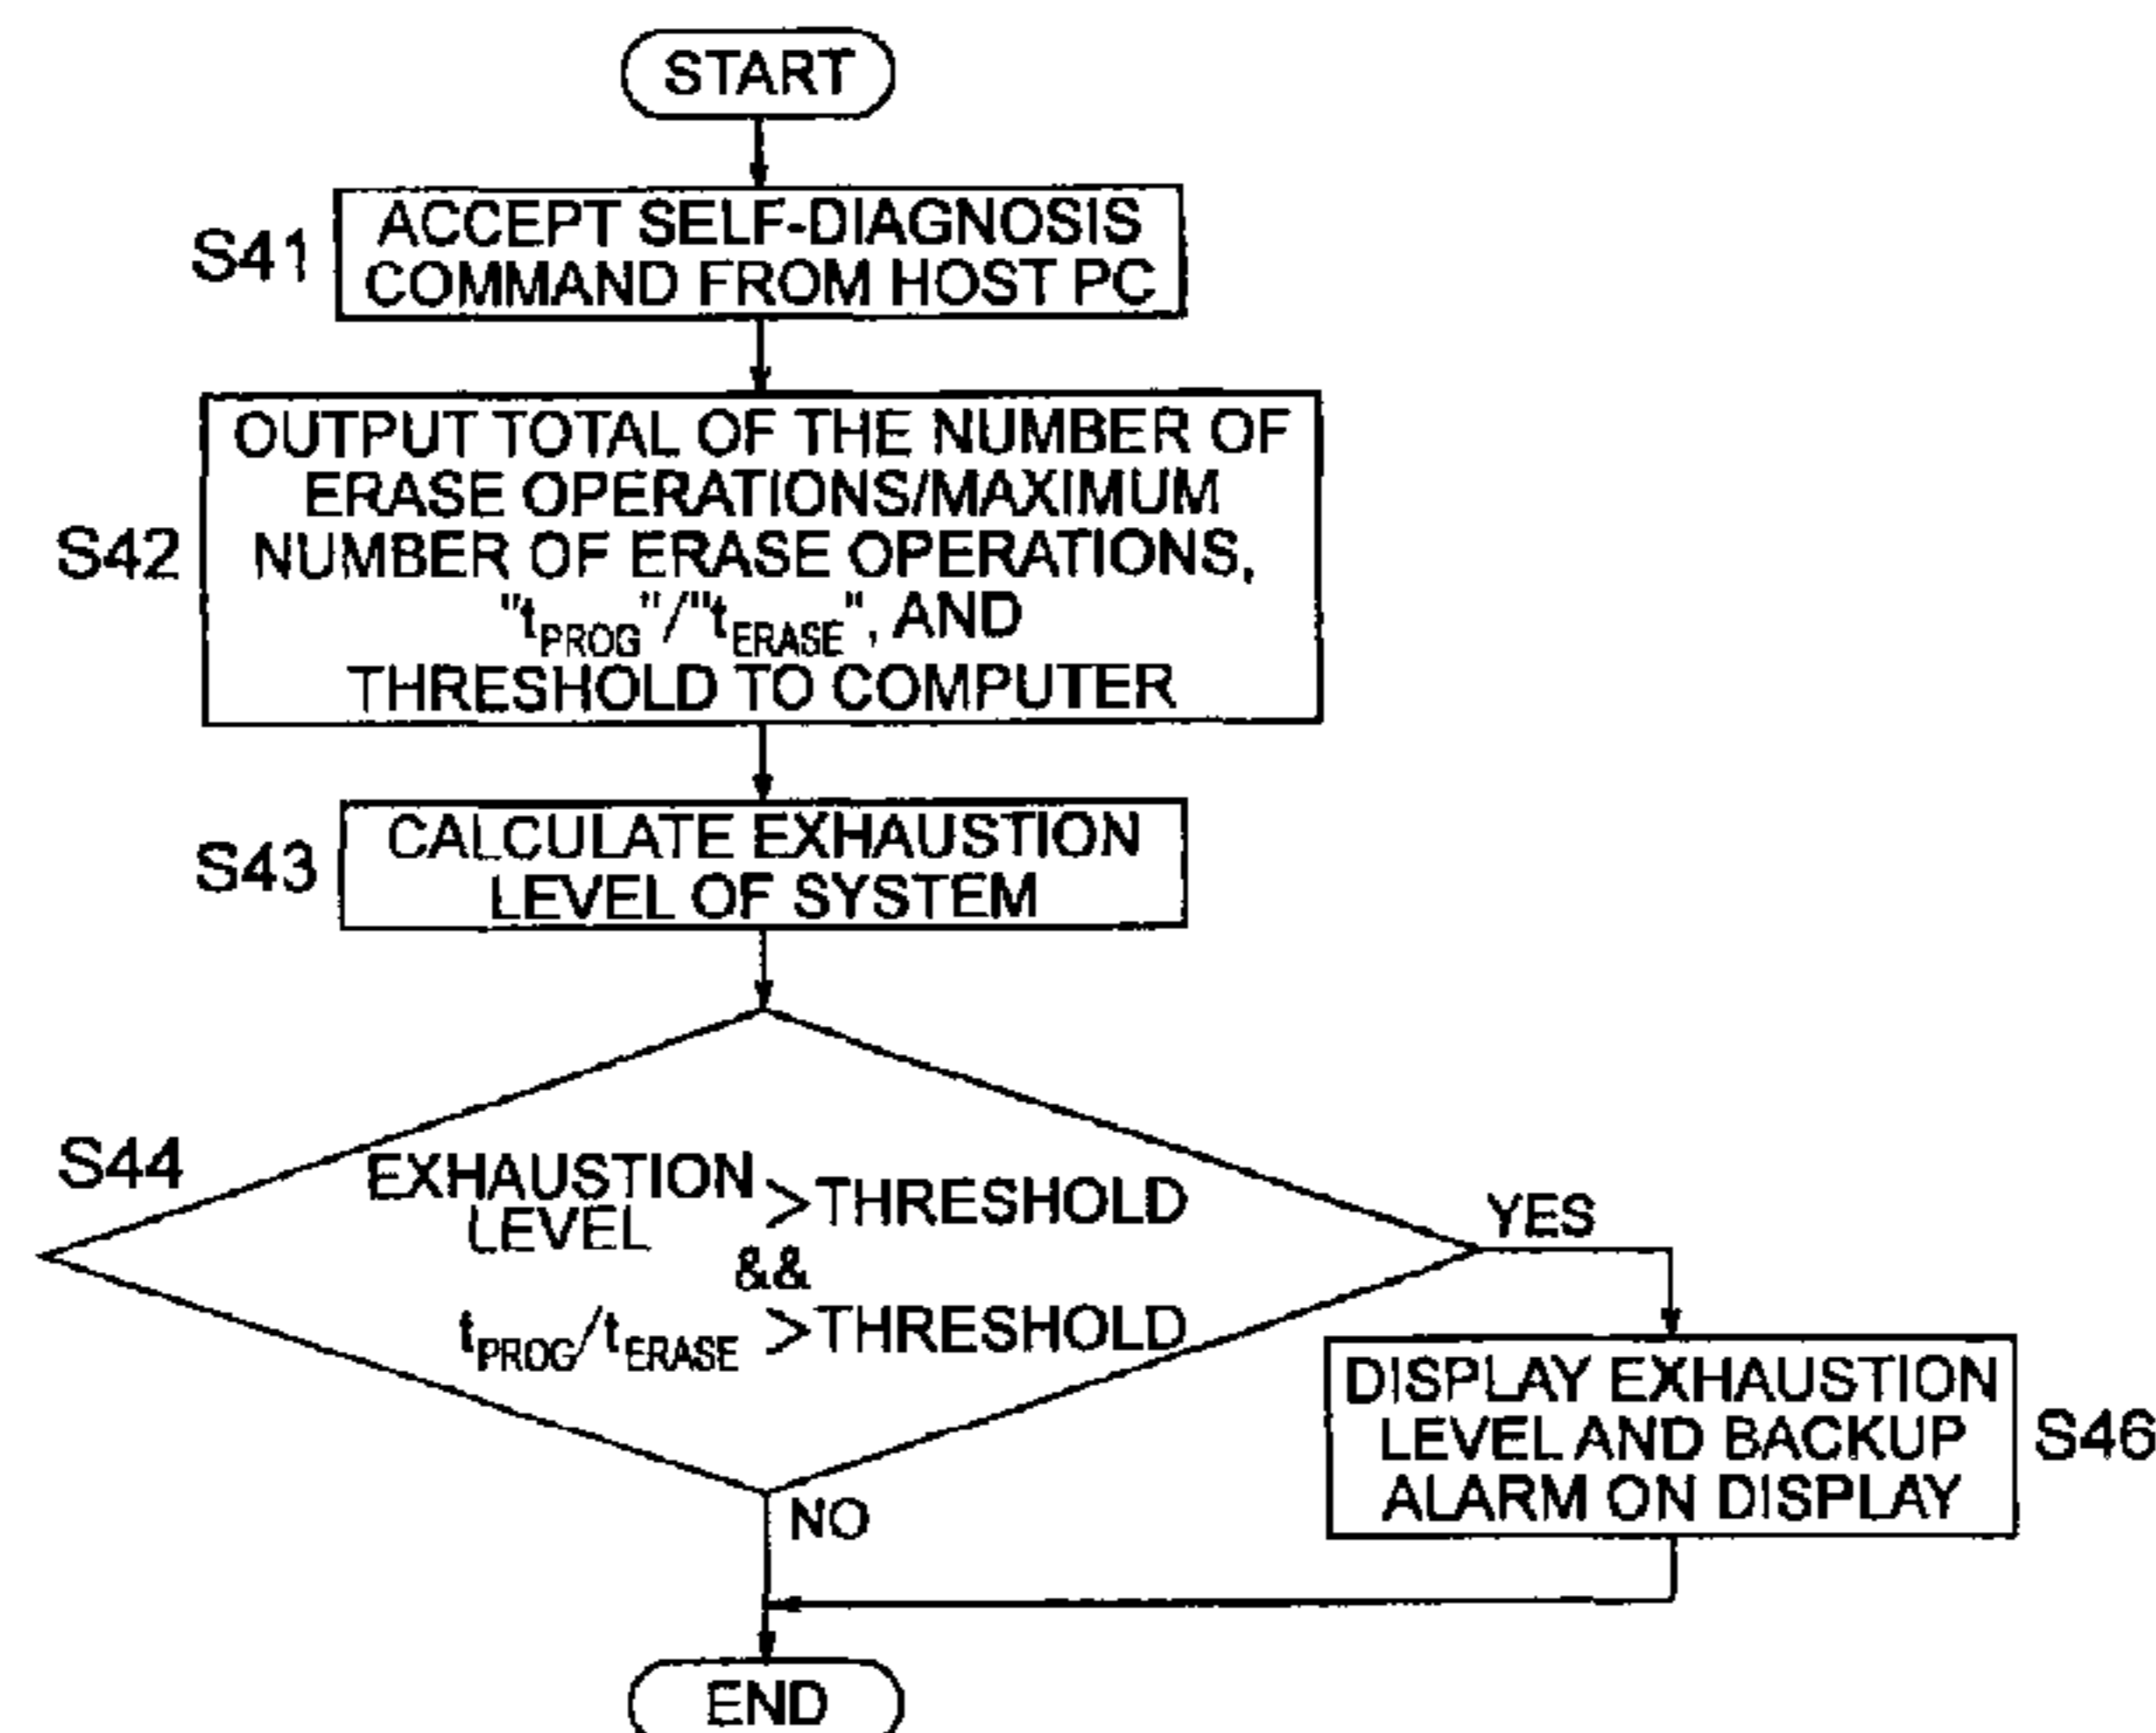 START
S41
ACCEPT SELF-DIAGNOSIS
COMMAND FROM HOST PC
S42
OUTPUT TOTAL OF THE NUMBER OF
ERASE OPERATIONS/MAXIMUM
NUMBER OF ERASE OPERATIONS,
"tPROG"/"tERASE", AND
THRESHOLD TO COMPUTER
S43
CALCULATE EXHAUSTION
LEVEL OF SYSTEM
S44
EXHAUSTION
LEVEL
>THRESHOLD
&&
tPROG/tERASE >THRESHOLD
YES
DISPLAY EXHAUSTION
LEVEL AND BACKUP
ALARM ON DISPLAY
S46
NO
END